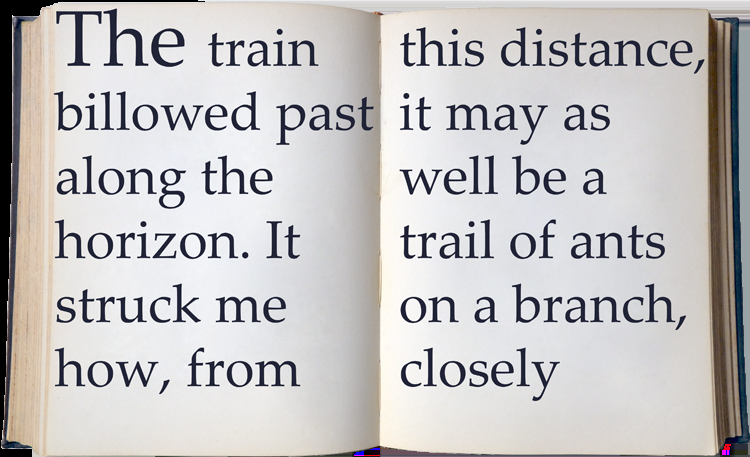 The train
billowed past
along the
horizon. It
struck me
how, from
this distance,
it may as
well be a
trail of ants
on a branch,
closely